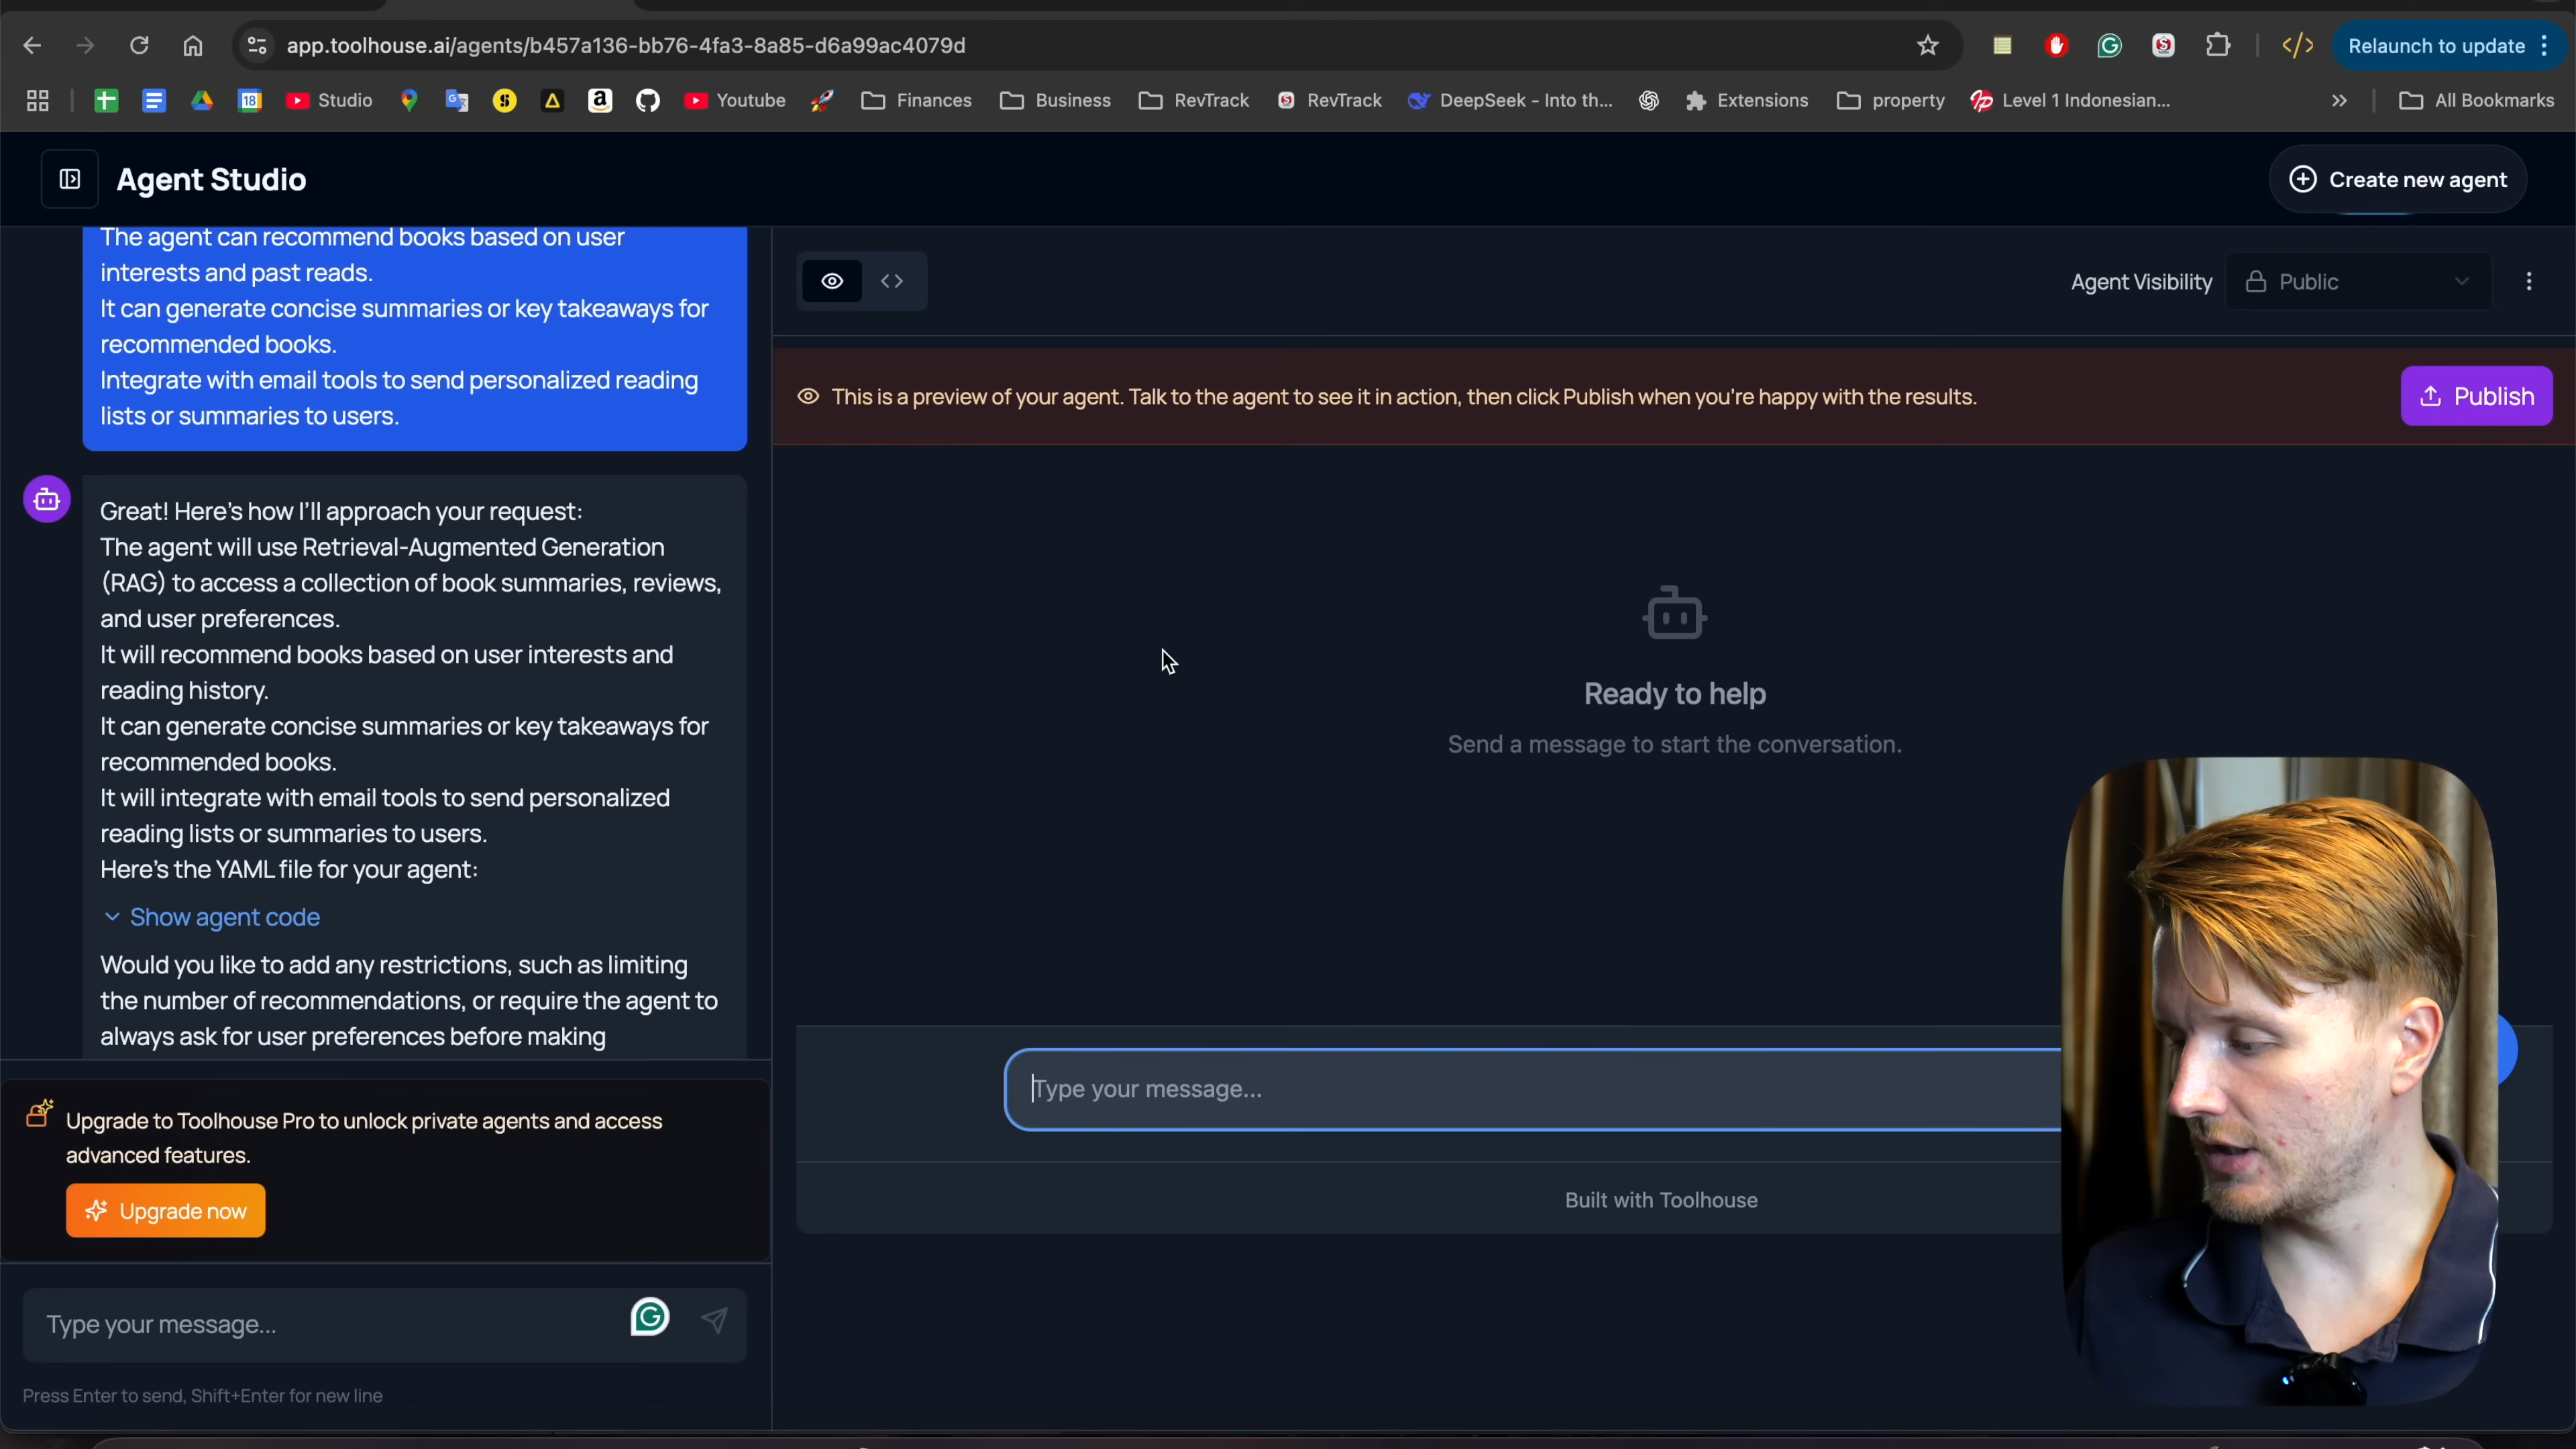 app.toolhouse.ai/agents/b457a136-bb76-4fa3-8a85-d6a99ac4079d
Relaunch to update
18
Studio
Youtube
Finances
Business
RevTrack
RevTrack
DeepSeek - Into th...
Extensions
property
Level 1 Indonesian...
All Bookmarks
Agent Studio
Create new agent
The agent can recommend books based on user
interests and past reads.
It can generate concise summaries or key takeaways for
recommended books.
Integrate with email tools to send personalized reading
lists or summaries to users.
Great! Here's how I'll approach your request:
The agent will use Retrieval-Augmented Generation
(RAG) to access a collection of book summaries, reviews,
and user preferences.
It will recommend books based on user interests and
reading history.
It can generate concise summaries or key takeaways for
recommended books.
It will integrate with email tools to send personalized
reading lists or summaries to users.
Here's the YAML file for your agent:
Show agent code
Would you like to add any restrictions, such as limiting
the number of recommendations, or require the agent to
always ask for user preferences before making
Upgrade to Toolhouse Pro to unlock private agents and access
advanced features.
Upgrade now
Type your message...
Press Enter to send, Shift+Enter for new line
Agent Visibility
Public
This is a preview of your agent. Talk to the agent to see it in action, then click Publish when you're happy with the results.
Publish
Ready to help
Send a message to start the conversation.
Type your message...
Built with Toolhouse